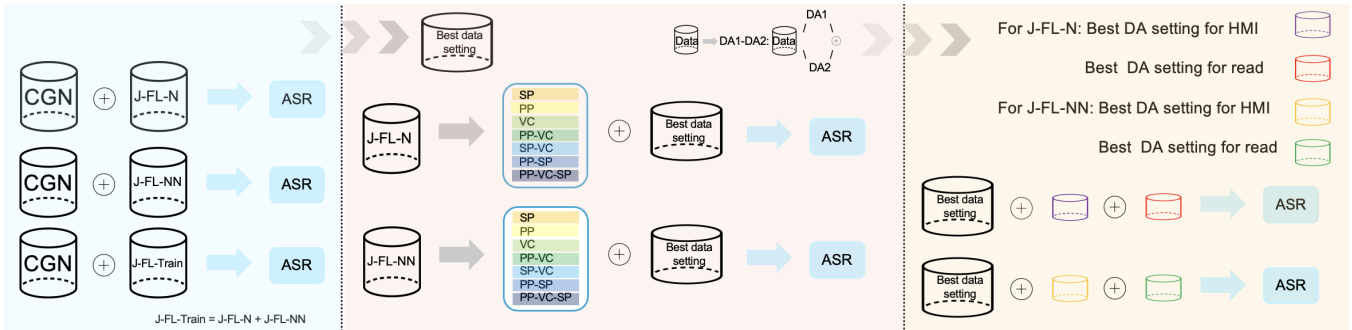 CGN
J-FL-N
ASR
CGN
J-FL-NN
ASR
CGN
J-FL-Train
ASR
J-FL-Train = J-FL-N + J-FL-NN
Best data
setting
Data
DA1-DA2:
Data
DA1
DA2
J-FL-N
SP
PP
VC
PP-VC
SP-VC
PP-SP
PP-VC-SP
Best data
setting
ASR
J-FL-NN
SP
PP
VC
PP-VC
SP-VC
PP-SP
PP-VC-SP
Best data
setting
ASR
For J-FL-N: Best DA setting for HMI
Best DA setting for read
For J-FL-NN: Best DA setting for HMI
Best DA setting for read
Best data
setting
ASR
Best data
setting
ASR